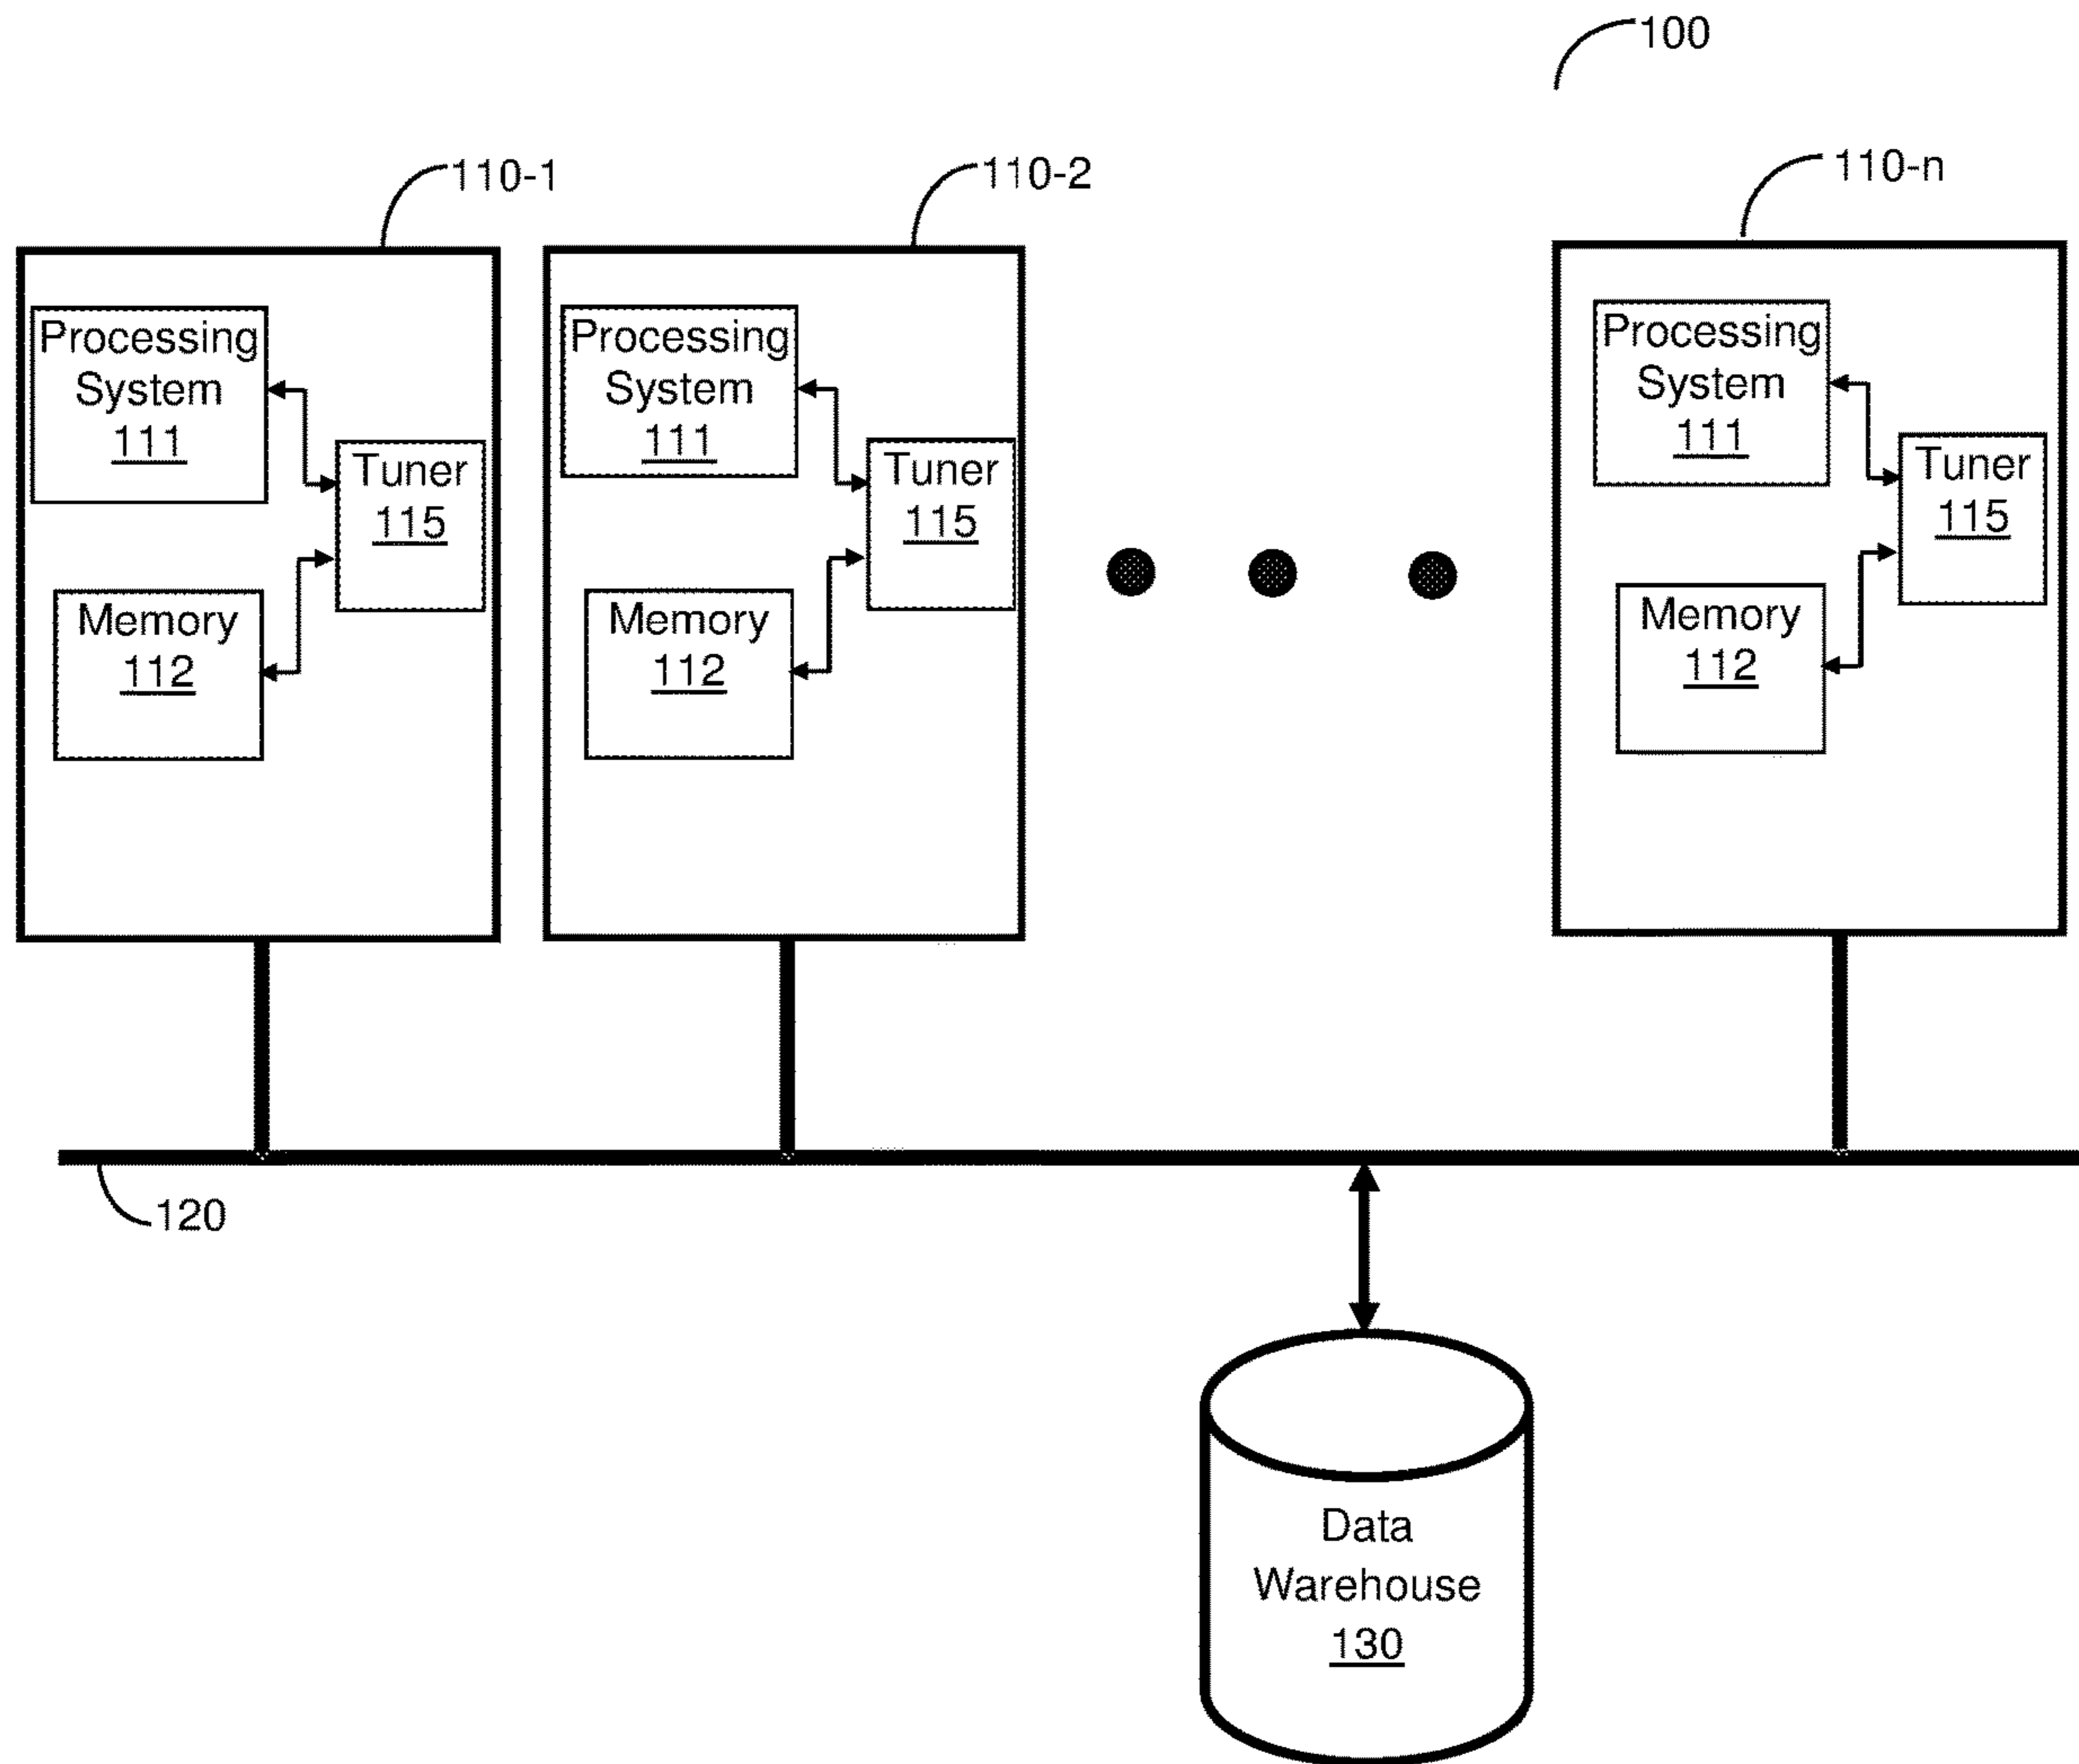 100
110-1
110-2
110-n
Processing
System
111
Tuner
115
Memory
112
Processing
System
111
Tuner
115
Memory
112
Processing
System
111
Tuner
115
Memory
112
120
Data
Warehouse
130